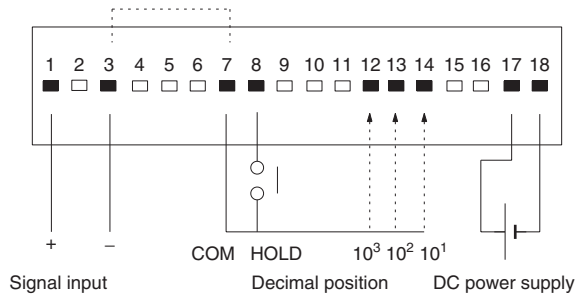 1 2 3 4 5 6 7 8 9 10 11 12 13 14 15 16 17 18
+ −
COM HOLD 10³ 10² 10¹
Signal input Decimal position DC power supply